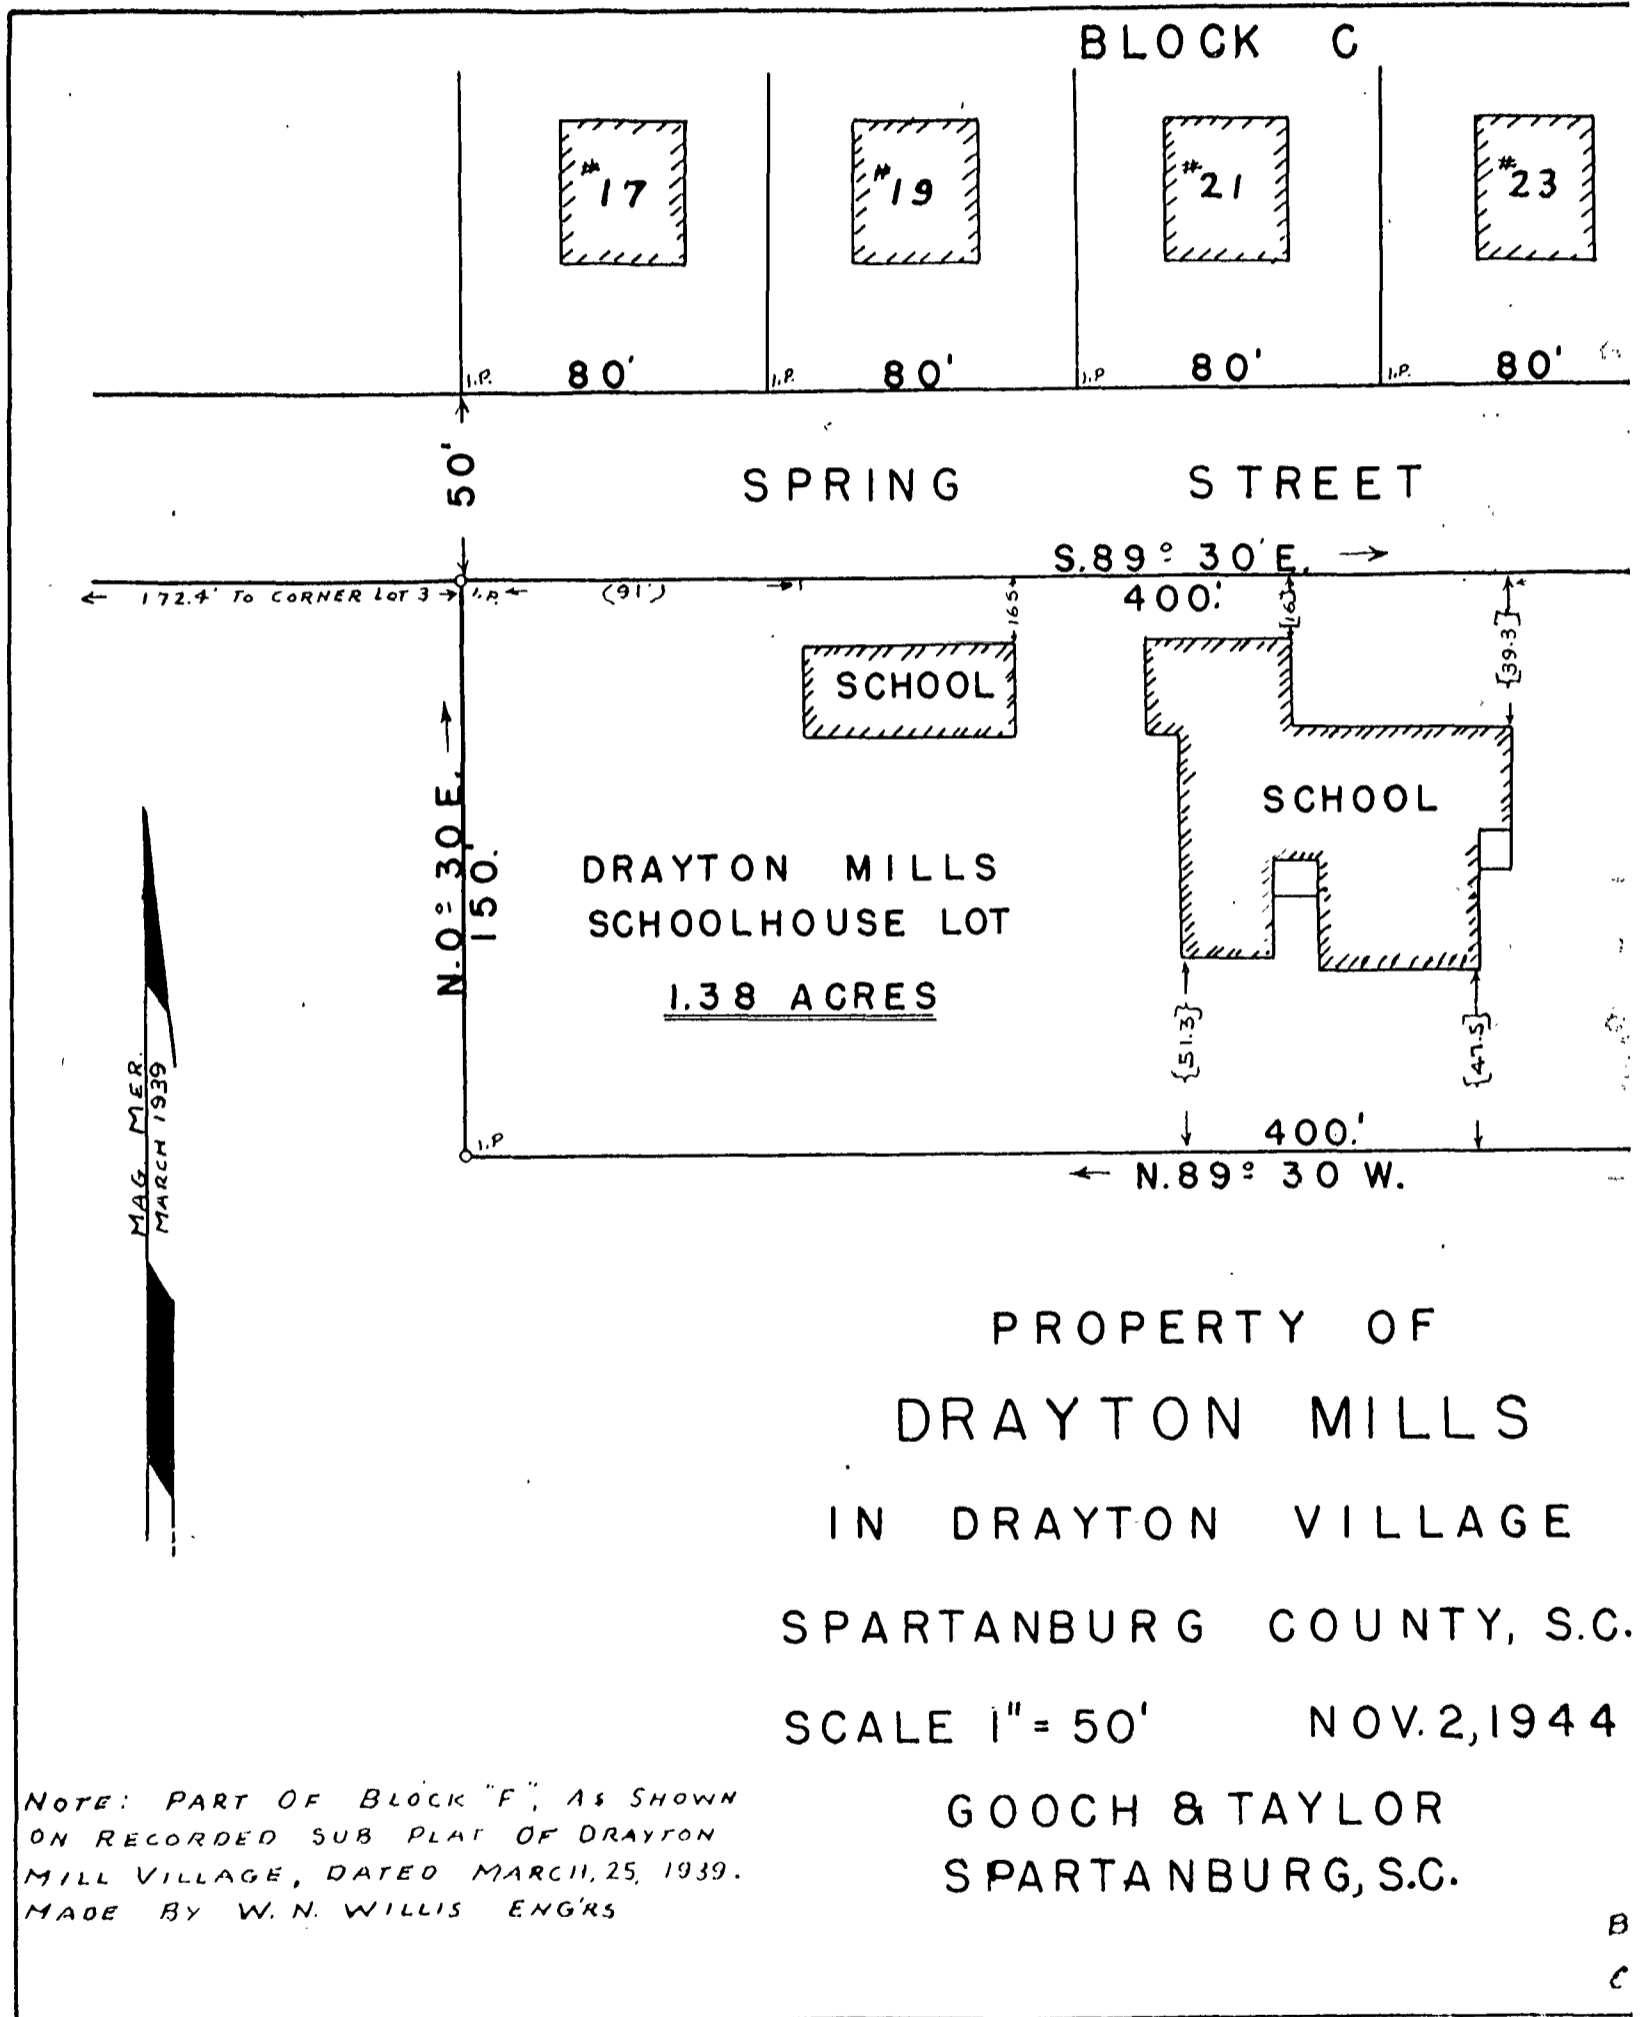 BLOCK C
#17 #19 #21 #23
I.P. 80' I.P. 80' I.P 80' I.P. 80'
50'
SPRING STREET
S.89° 30' E. →
← 172.4' TO CORNER LOT 3 → I.P. ← (91') →
400.'
16.5
[16]
{39.3}
SCHOOL
SCHOOL
N.0° 30' E. →
150.
DRAYTON MILLS
SCHOOLHOUSE LOT
1.38 ACRES
{51.3}
{47.5}
MAG. MER.
MARCH 1939
I.P
400.'
← N.89° 30 W.
PROPERTY OF
DRAYTON MILLS
IN DRAYTON VILLAGE
SPARTANBURG COUNTY, S.C.
SCALE 1" = 50' NOV. 2, 1944
GOOCH & TAYLOR
SPARTANBURG, S.C.
NOTE: PART OF BLOCK "F", AS SHOWN
ON RECORDED SUB PLAT OF DRAYTON
MILL VILLAGE, DATED MARCH, 25, 1939.
MADE BY W. N. WILLIS ENG'RS
B
C